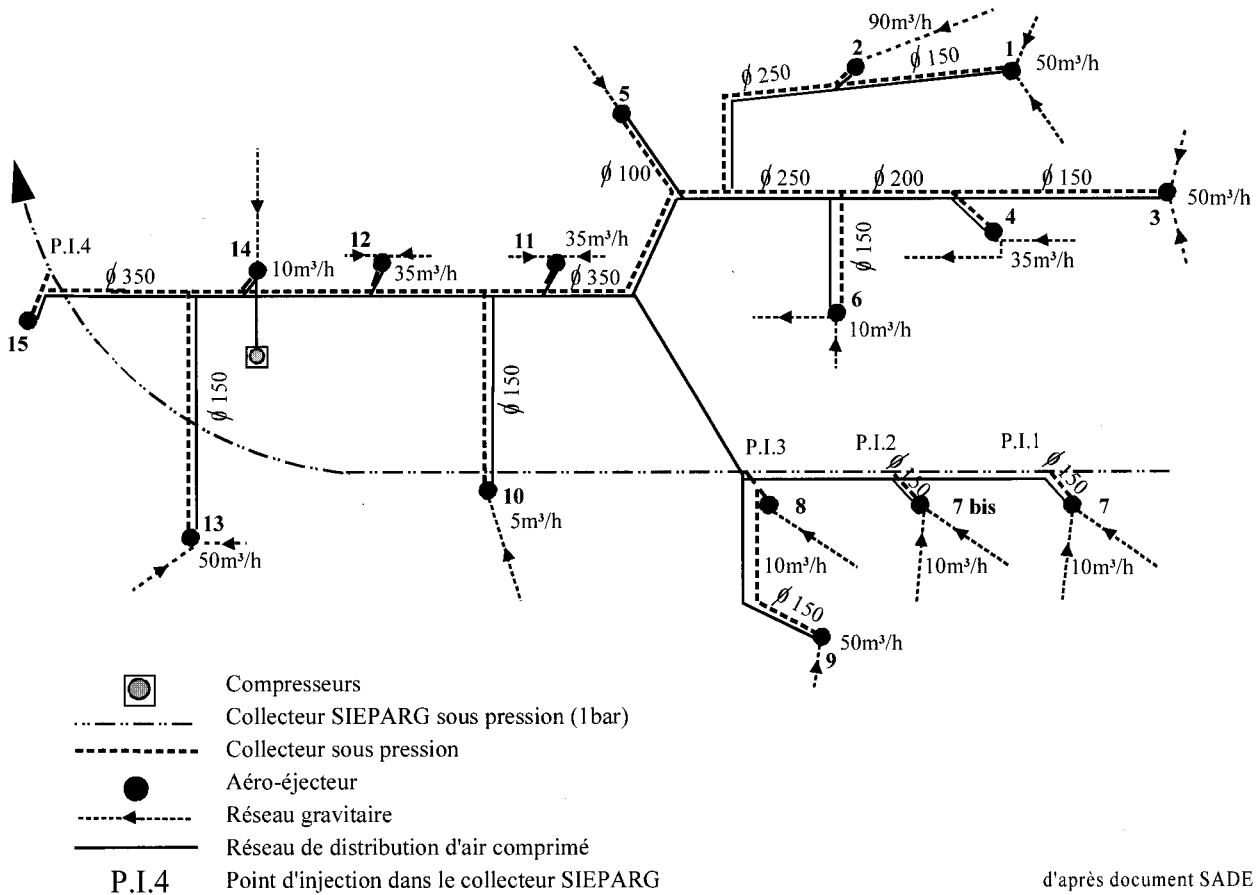 90m³/h
2
ϕ 150
1
50m³/h
ϕ 250
5
ϕ 100
ϕ 250
ϕ 200
ϕ 150
3
50m³/h
4
35m³/h
ϕ 150
6
10m³/h
P.I.4
14
12
11
35m³/h
ϕ 350
10m³/h
35m³/h
ϕ 350
15
ϕ 150
ϕ 150
P.I.3
P.I.2
P.I.1
ϕ 150
ϕ 150
13
50m³/h
10
5m³/h
8
7 bis
7
10m³/h
10m³/h
10m³/h
ϕ 150
50m³/h
9
Compresseurs
Collecteur SIEPARG sous pression (1bar)
Collecteur sous pression
Aéro-éjecteur
Réseau gravitaire
Réseau de distribution d'air comprimé
P.I.4 Point d'injection dans le collecteur SIEPARG
d'après document SADE